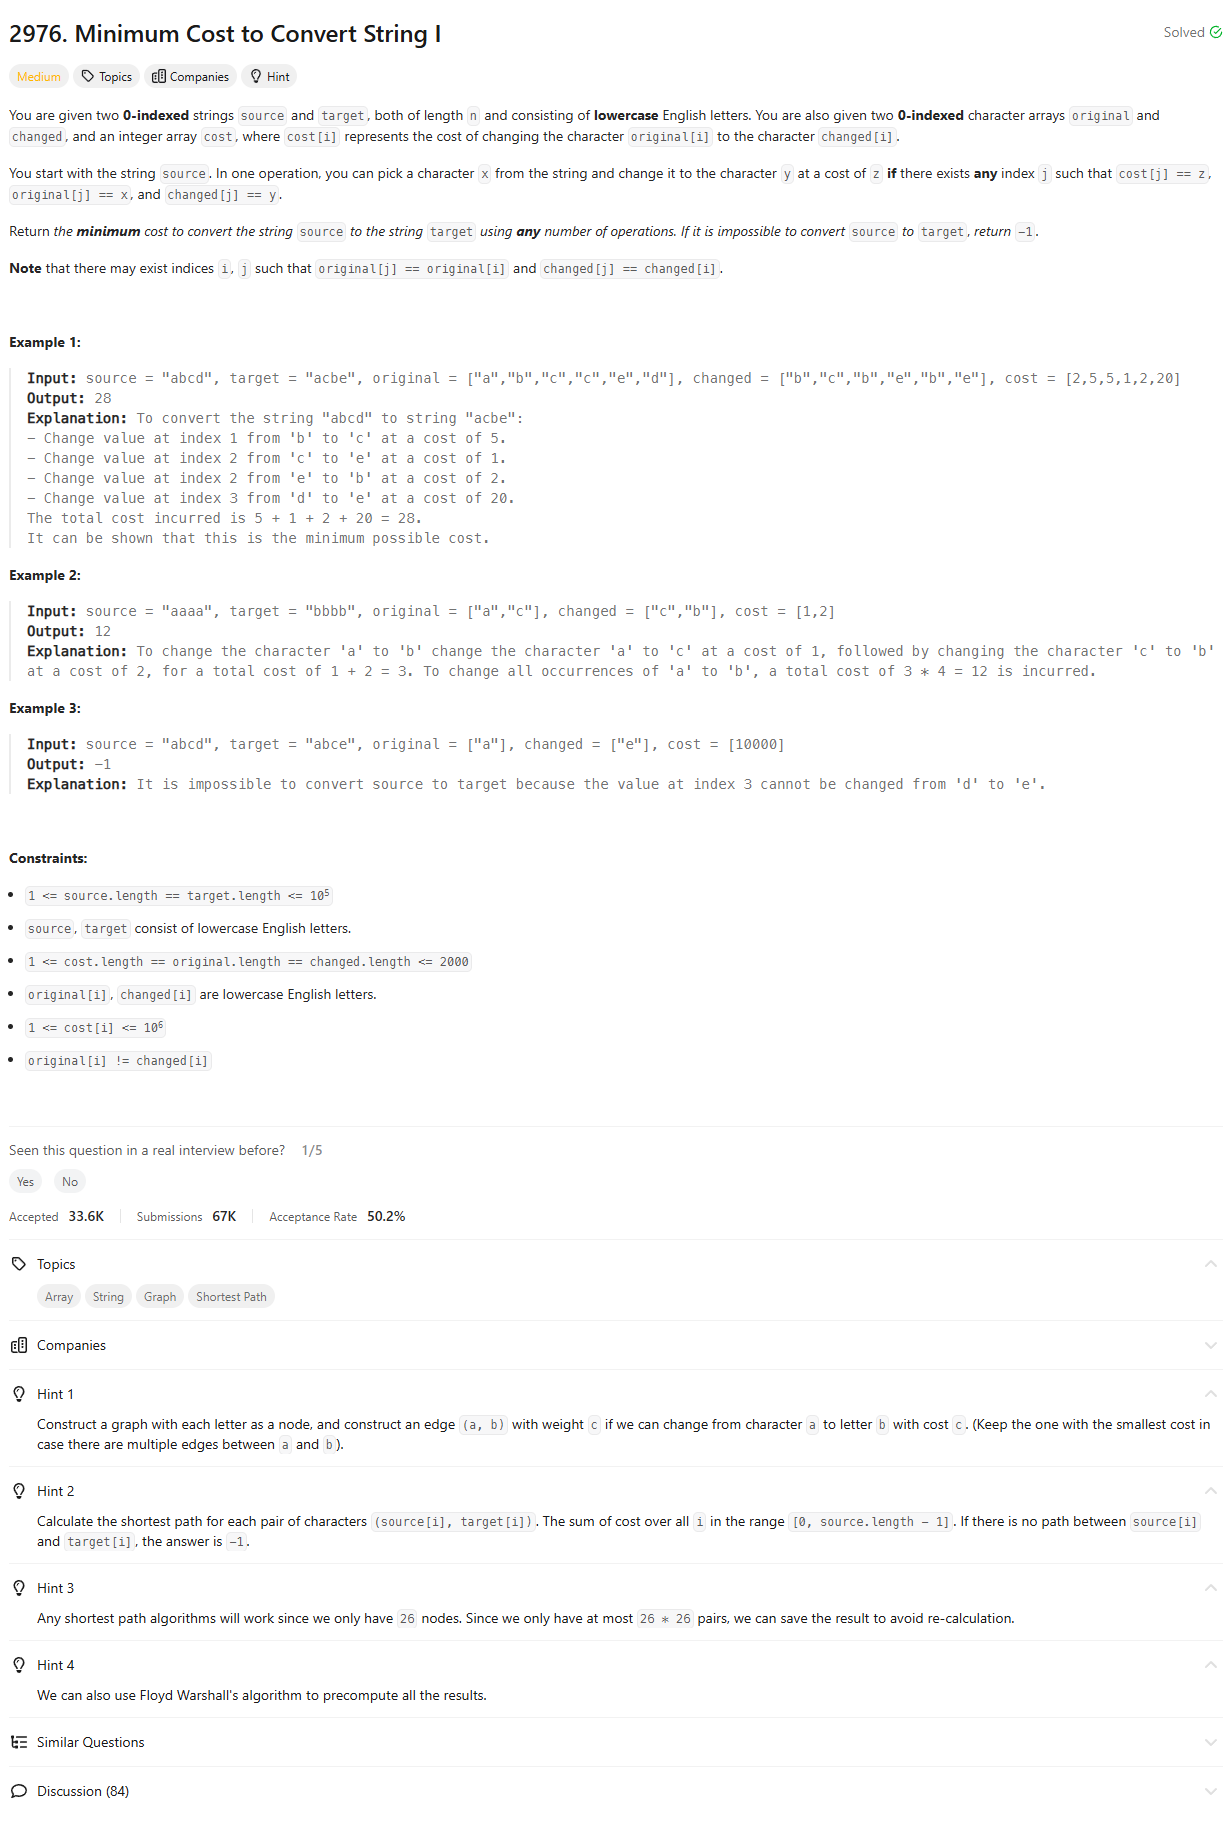 2976. Minimum Cost to Convert String I
Solved
Medium Topics Companies Hint
You are given two 0-indexed strings source and target, both of length n and consisting of lowercase English letters. You are also given two 0-indexed character arrays original and
changed, and an integer array cost, where cost[i] represents the cost of changing the character original[i] to the character changed[i].
You start with the string source. In one operation, you can pick a character x from the string and change it to the character y at a cost of z if there exists any index j such that cost[j] == z,
original[j] == x, and changed[j] == y.
Return the minimum cost to convert the string source to the string target using any number of operations. If it is impossible to convert source to target, return -1.
Note that there may exist indices i, j such that original[j] == original[i] and changed[j] == changed[i].
Example 1:
Input: source = "abcd", target = "acbe", original = ["a","b","c","c","e","d"], changed = ["b","c","b","e","b","e"], cost = [2,5,5,1,2,20]
Output: 28
Explanation: To convert the string "abcd" to string "acbe":
- Change value at index 1 from 'b' to 'c' at a cost of 5.
- Change value at index 2 from 'c' to 'e' at a cost of 1.
- Change value at index 2 from 'e' to 'b' at a cost of 2.
- Change value at index 3 from 'd' to 'e' at a cost of 20.
The total cost incurred is 5 + 1 + 2 + 20 = 28.
It can be shown that this is the minimum possible cost.
Example 2:
Input: source = "aaaa", target = "bbbb", original = ["a","c"], changed = ["c","b"], cost = [1,2]
Output: 12
Explanation: To change the character 'a' to 'b' change the character 'a' to 'c' at a cost of 1, followed by changing the character 'c' to 'b'
at a cost of 2, for a total cost of 1 + 2 = 3. To change all occurrences of 'a' to 'b', a total cost of 3 * 4 = 12 is incurred.
Example 3:
Input: source = "abcd", target = "abce", original = ["a"], changed = ["e"], cost = [10000]
Output: -1
Explanation: It is impossible to convert source to target because the value at index 3 cannot be changed from 'd' to 'e'.
Constraints:
• 1 <= source.length == target.length <= 10⁵
• source, target consist of lowercase English letters.
• 1 <= cost.length == original.length == changed.length <= 2000
• original[i], changed[i] are lowercase English letters.
• 1 <= cost[i] <= 10⁶
• original[i] != changed[i]
Seen this question in a real interview before? 1/5
Yes No
Accepted 33.6K Submissions 67K Acceptance Rate 50.2%
Topics
Array String Graph Shortest Path
Companies
Hint 1
Construct a graph with each letter as a node, and construct an edge (a, b) with weight c if we can change from character a to letter b with cost c. (Keep the one with the smallest cost in
case there are multiple edges between a and b).
Hint 2
Calculate the shortest path for each pair of characters (source[i], target[i]). The sum of cost over all i in the range [0, source.length - 1]. If there is no path between source[i]
and target[i], the answer is -1.
Hint 3
Any shortest path algorithms will work since we only have 26 nodes. Since we only have at most 26 * 26 pairs, we can save the result to avoid re-calculation.
Hint 4
We can also use Floyd Warshall's algorithm to precompute all the results.
Similar Questions
Discussion (84)